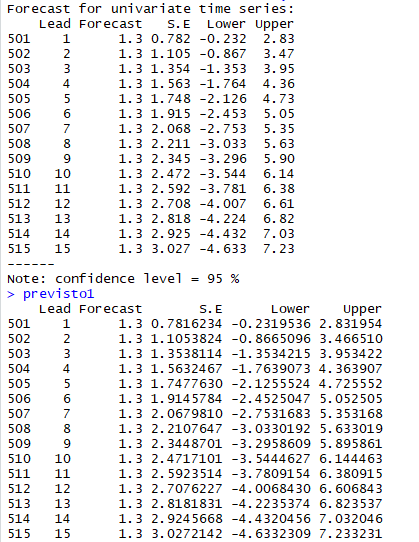 Forecast for univariate time series:
    Lead Forecast   S.E  Lower Upper
501    1      1.3 0.782 -0.232  2.83
502    2      1.3 1.105 -0.867  3.47
503    3      1.3 1.354 -1.353  3.95
504    4      1.3 1.563 -1.764  4.36
505    5      1.3 1.748 -2.126  4.73
506    6      1.3 1.915 -2.453  5.05
507    7      1.3 2.068 -2.753  5.35
508    8      1.3 2.211 -3.033  5.63
509    9      1.3 2.345 -3.296  5.90
510   10      1.3 2.472 -3.544  6.14
511   11      1.3 2.592 -3.781  6.38
512   12      1.3 2.708 -4.007  6.61
513   13      1.3 2.818 -4.224  6.82
514   14      1.3 2.925 -4.432  7.03
515   15      1.3 3.027 -4.633  7.23
------
Note: confidence level = 95 %
> previsto1
    Lead Forecast       S.E      Lower    Upper
501    1      1.3 0.7816234 -0.2319536 2.831954
502    2      1.3 1.1053824 -0.8665096 3.466510
503    3      1.3 1.3538114 -1.3534215 3.953422
504    4      1.3 1.5632467 -1.7639073 4.363907
505    5      1.3 1.7477630 -2.1255524 4.725552
506    6      1.3 1.9145784 -2.4525047 5.052505
507    7      1.3 2.0679810 -2.7531683 5.353168
508    8      1.3 2.2107647 -3.0330192 5.633019
509    9      1.3 2.3448701 -3.2958609 5.895861
510   10      1.3 2.4717101 -3.5444627 6.144463
511   11      1.3 2.5923514 -3.7809154 6.380915
512   12      1.3 2.7076227 -4.0068430 6.606843
513   13      1.3 2.8181831 -4.2235374 6.823537
514   14      1.3 2.9245668 -4.4320456 7.032046
515   15      1.3 3.0272142 -4.6332309 7.233231